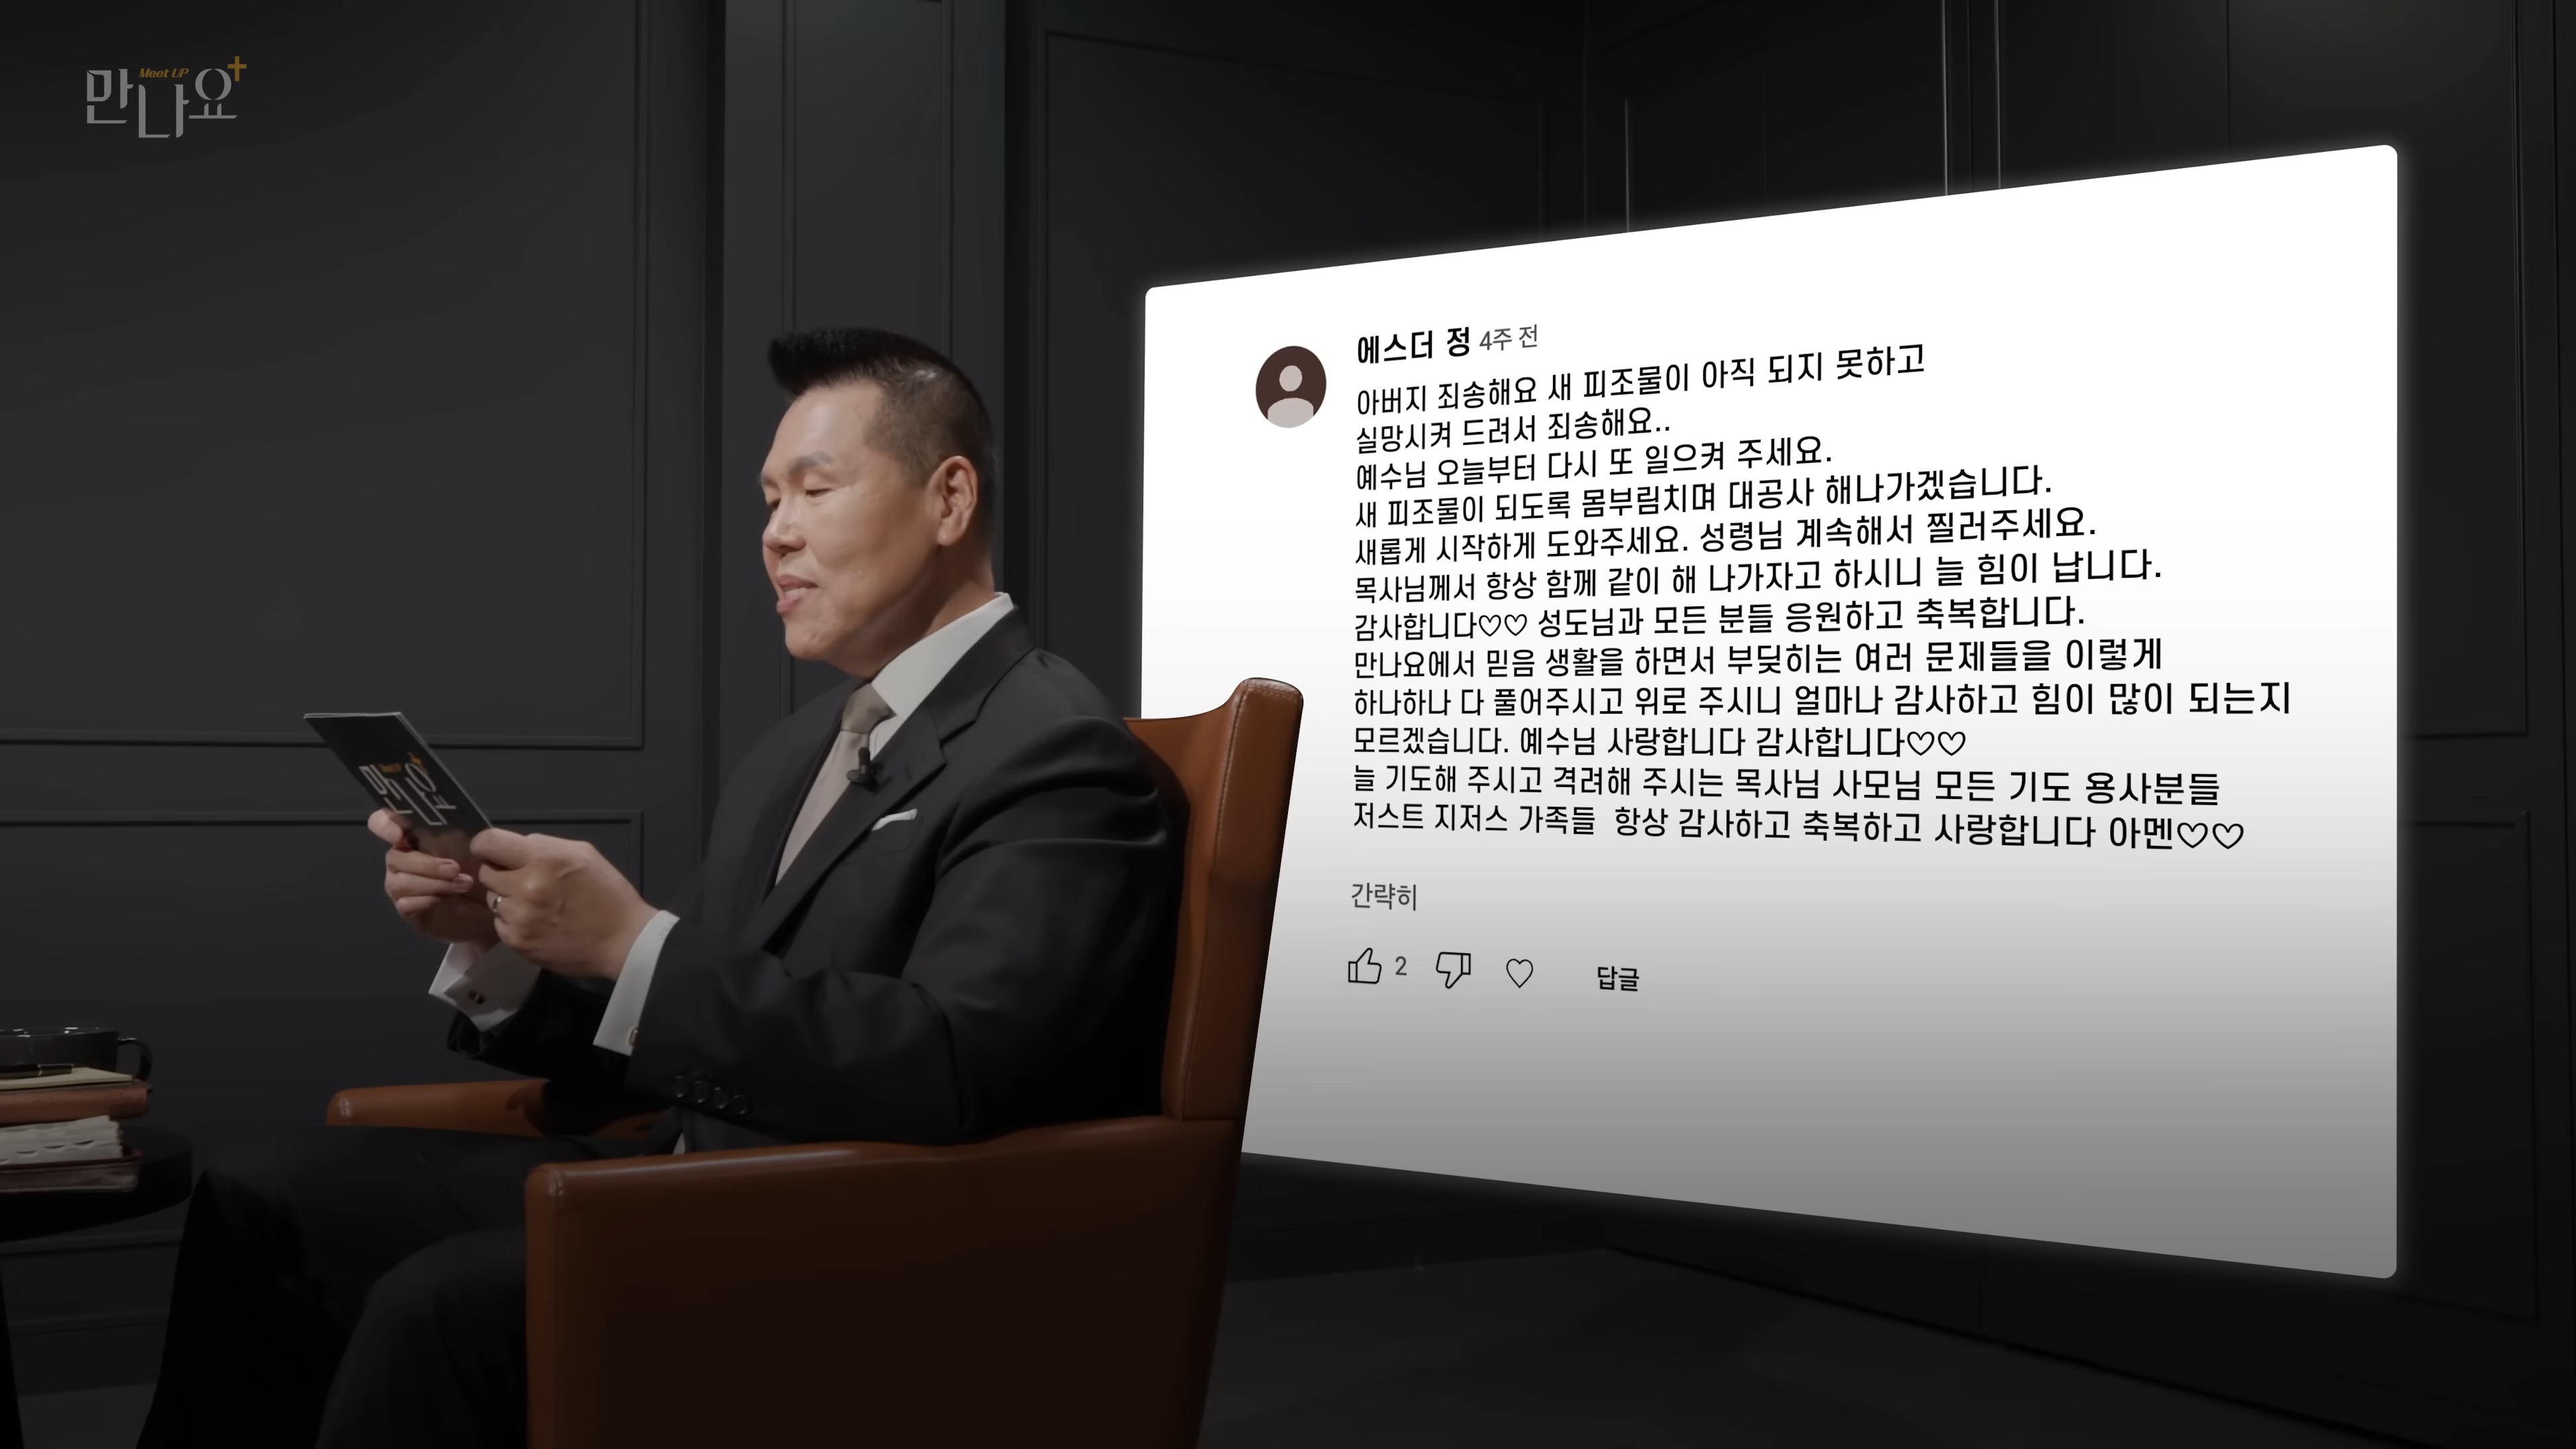 만나요
Meet UP
에스더 정 4주 전
아버지 죄송해요 새 피조물이 아직 되지 못하고
실망시켜 드려서 죄송해요..
예수님 오늘부터 다시 또 일으켜 주세요.
새 피조물이 되도록 몸부림치며 대공사 해나가겠습니다.
새롭게 시작하게 도와주세요. 성령님 계속해서 찔러주세요.
목사님께서 항상 함께 같이 해 나가자고 하시니 늘 힘이 납니다.
감사합니다♡♡ 성도님과 모든 분들 응원하고 축복합니다.
만나요에서 믿음 생활을 하면서 부딪히는 여러 문제들을 이렇게
하나하나 다 풀어주시고 위로 주시니 얼마나 감사하고 힘이 많이 되는지
모르겠습니다. 예수님 사랑합니다 감사합니다♡♡
늘 기도해 주시고 격려해 주시는 목사님 사모님 모든 기도 용사분들
저스트 지저스 가족들 항상 감사하고 축복하고 사랑합니다 아멘♡♡
간략히
2 답글
만나요